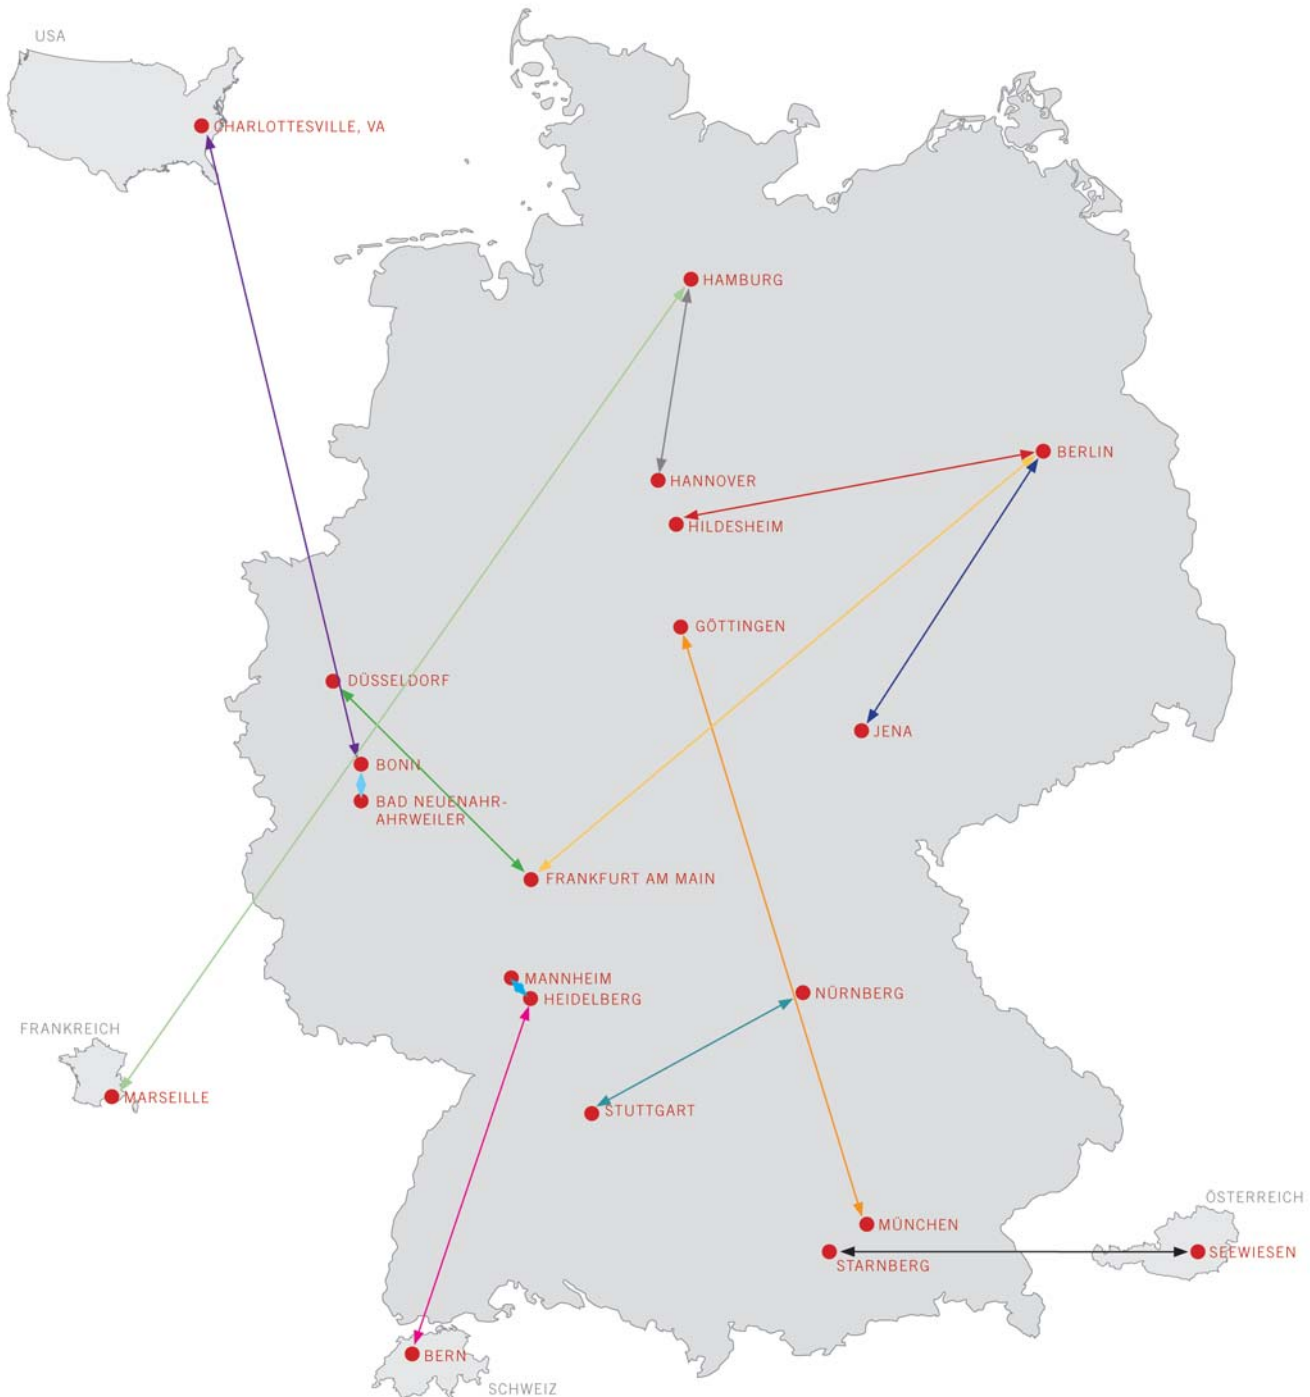 USA
CHARLOTTESVILLE, VA
HAMBURG
BERLIN
HANNOVER
HILDESHEIM
GÖTTINGEN
DÜSSELDORF
JENA
BONN
BAD NEUENAHR-
AHRWEILER
FRANKFURT AM MAIN
MANNHEIM
HEIDELBERG
NÜRNBERG
FRANKREICH
MARSEILLE
STUTTGART
ÖSTERREICH
MÜNCHEN
SEEWIESEN
STARNBERG
BERN
SCHWEIZ